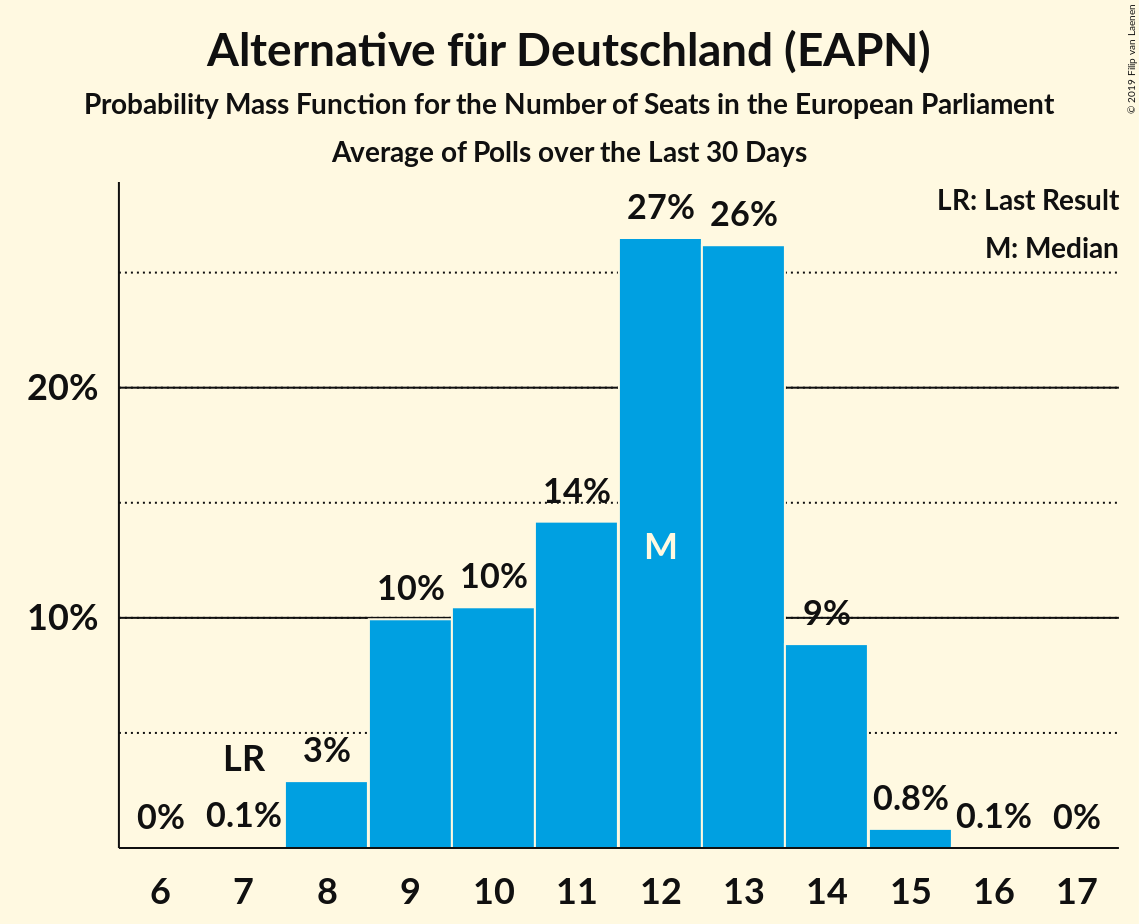 Alternative für Deutschland (EAPN)
Probability Mass Function for the Number of Seats in the European Parliament
Average of Polls over the Last 30 Days
© 2019 Filip van Laenen
LR: Last Result
M: Median
27%
26%
20%
14%
M
10%
10%
10%
9%
LR
3%
0%
0.1%
0.8%
0.1%
0%
6 7 8 9 10 11 12 13 14 15 16 17